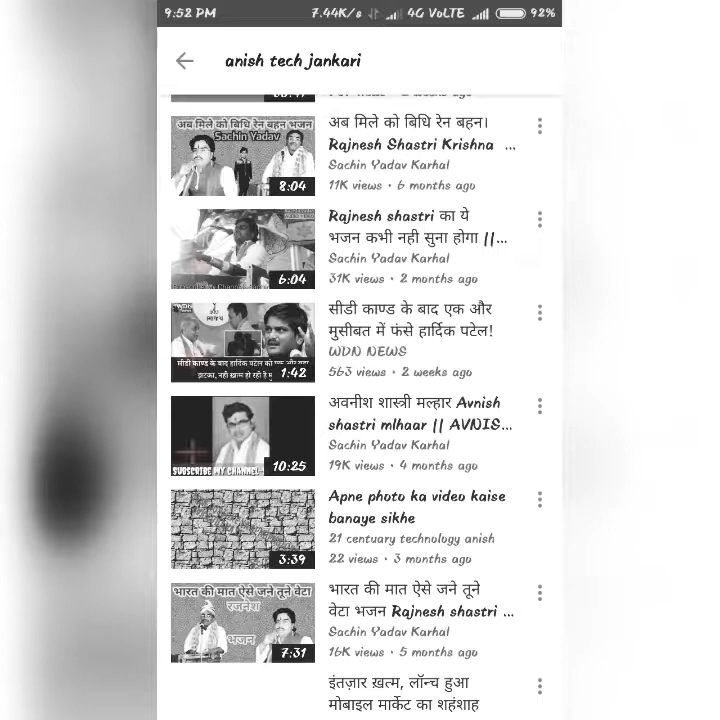 9:52 PM 7.44K/s 4G VoLTE 92%
anish tech jankari
अब मिले को बिधि रेन बहन भजन
Sachin Yadav
8:04
अब मिले को बिधि रेन बहन।
Rajnesh Shastri Krishna ...
Sachin Yadav Karhal
11K views • 6 months ago
6:04
Rajnesh shastri का ये
भजन कभी नही सुना होगा ||...
Sachin Yadav Karhal
31K views • 2 months ago
सीडी काण्ड के बाद हार्दिक पटेल को
झटका, नही ख़त्म हो रही है
1:42
सीडी काण्ड के बाद एक और
मुसीबत में फंसे हार्दिक पटेल!
WDN NEWS
563 views • 2 weeks ago
SUBSCRIBE MY CHANNEL
10:25
अवनीश शास्त्री मल्हार Avnish
shastri mlhaar || AVNIS...
Sachin Yadav Karhal
19K views • 4 months ago
3:39
Apne photo ka video kaise
banaye sikhe
21 centuary technology anish
22 views • 3 months ago
भारत की मात ऐसे जने तूने वेटा
रजनेश
भजन
7:31
भारत की मात ऐसे जने तूने
वेटा भजन Rajnesh shastri ...
Sachin Yadav Karhal
16K views • 5 months ago
इंतज़ार ख़त्म, लॉन्च हुआ
मोबाइल मार्केट का शहंशाह